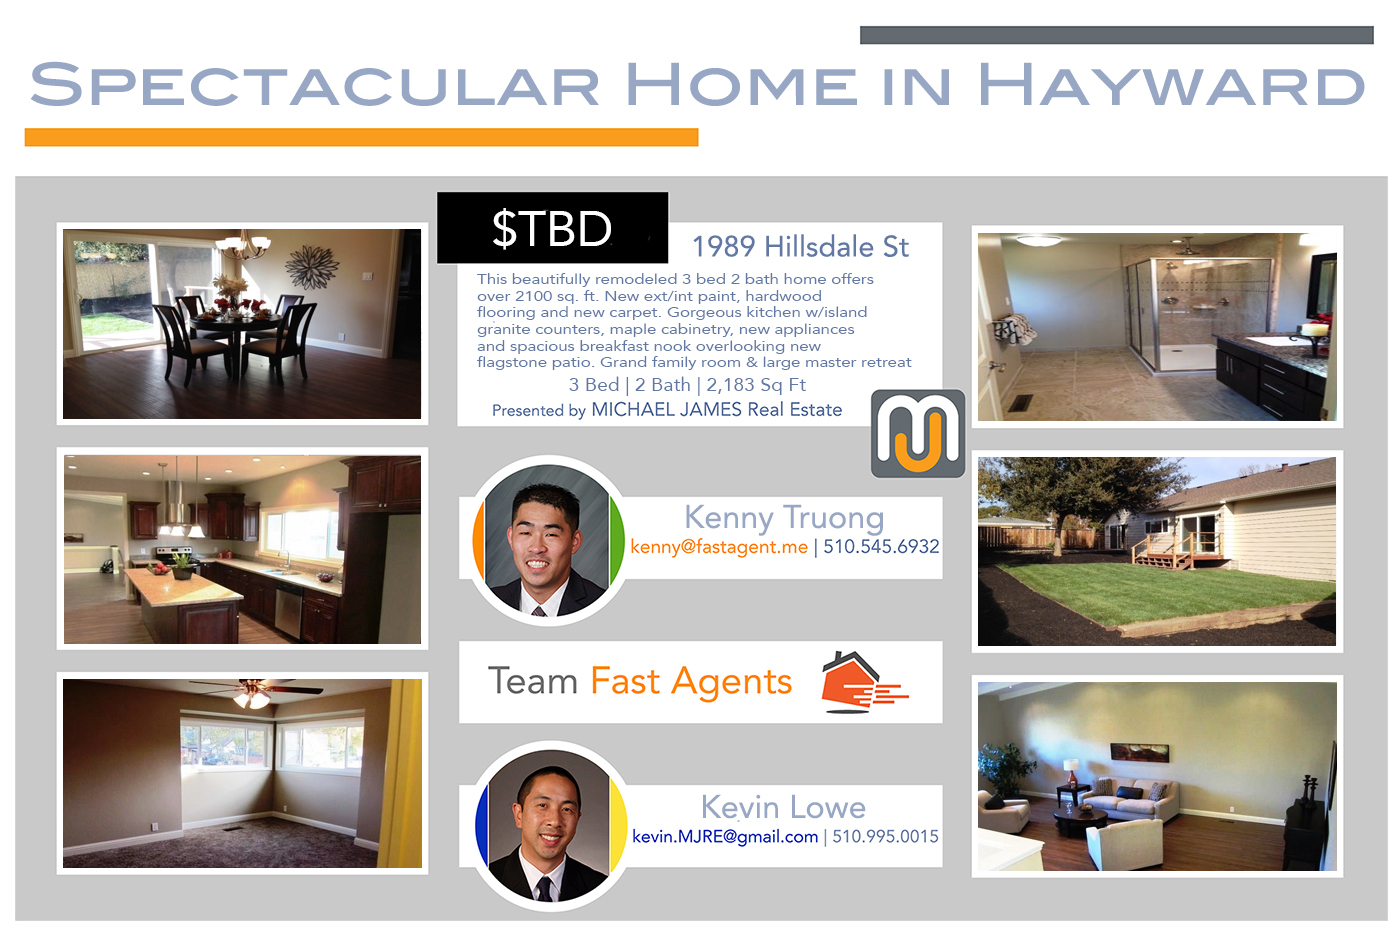 Spectacular Home in Hayward
$TBD
1989 Hillsdale St
This beautifully remodeled 3 bed 2 bath home offers
over 2100 sq. ft. New ext/int paint, hardwood
flooring and new carpet. Gorgeous kitchen w/island
granite counters, maple cabinetry, new appliances
and spacious breakfast nook overlooking new
flagstone patio. Grand family room & large master retreat
3 Bed | 2 Bath | 2,183 Sq Ft
Presented by MICHAEL JAMES Real Estate
Kenny Truong
kenny@fastagent.me | 510.545.6932
Team Fast Agents
Kevin Lowe
kevin.MJRE@gmail.com | 510.995.0015